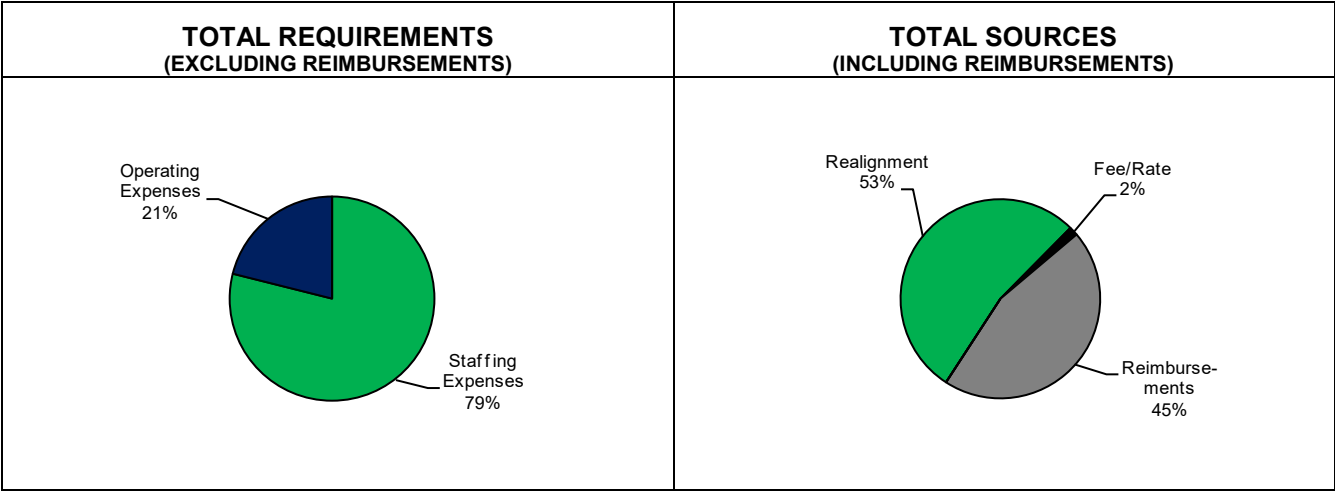 TOTAL REQUIREMENTS
(EXCLUDING REIMBURSEMENTS)
Operating
Expenses
21%
Staffing
Expenses
79%
TOTAL SOURCES
(INCLUDING REIMBURSEMENTS)
Realignment
53%
Fee/Rate
2%
Reimburse-
ments
45%